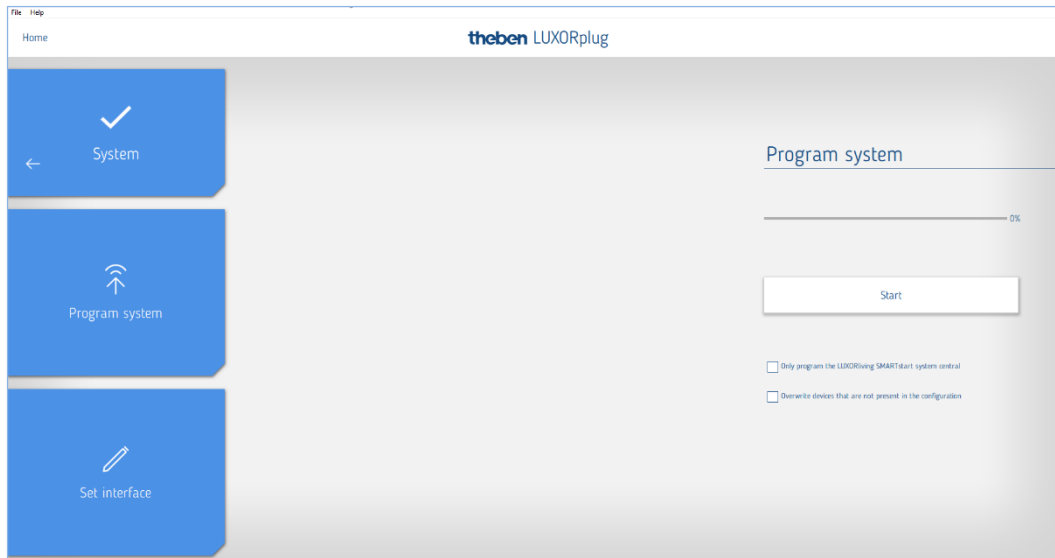 File Help
Home
theben LUXORplug
System
Program system
0%
Program system
Start
Only program the LUXORliving SMARTstart system central
Overwrite devices that are not present in the configuration
Set interface